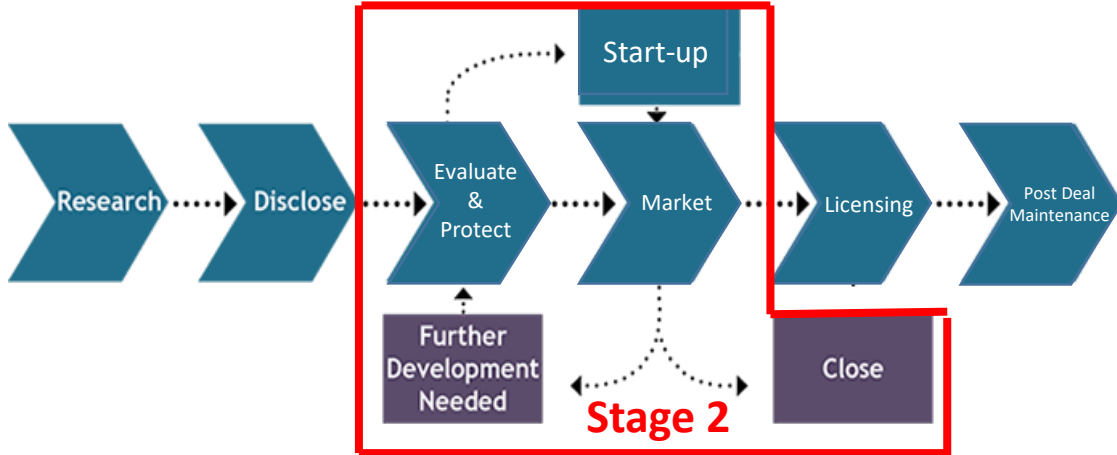 Start-up
Research
Disclose
Evaluate
&
Protect
Market
Licensing
Post Deal
Maintenance
Further
Development
Needed
Close
Stage 2